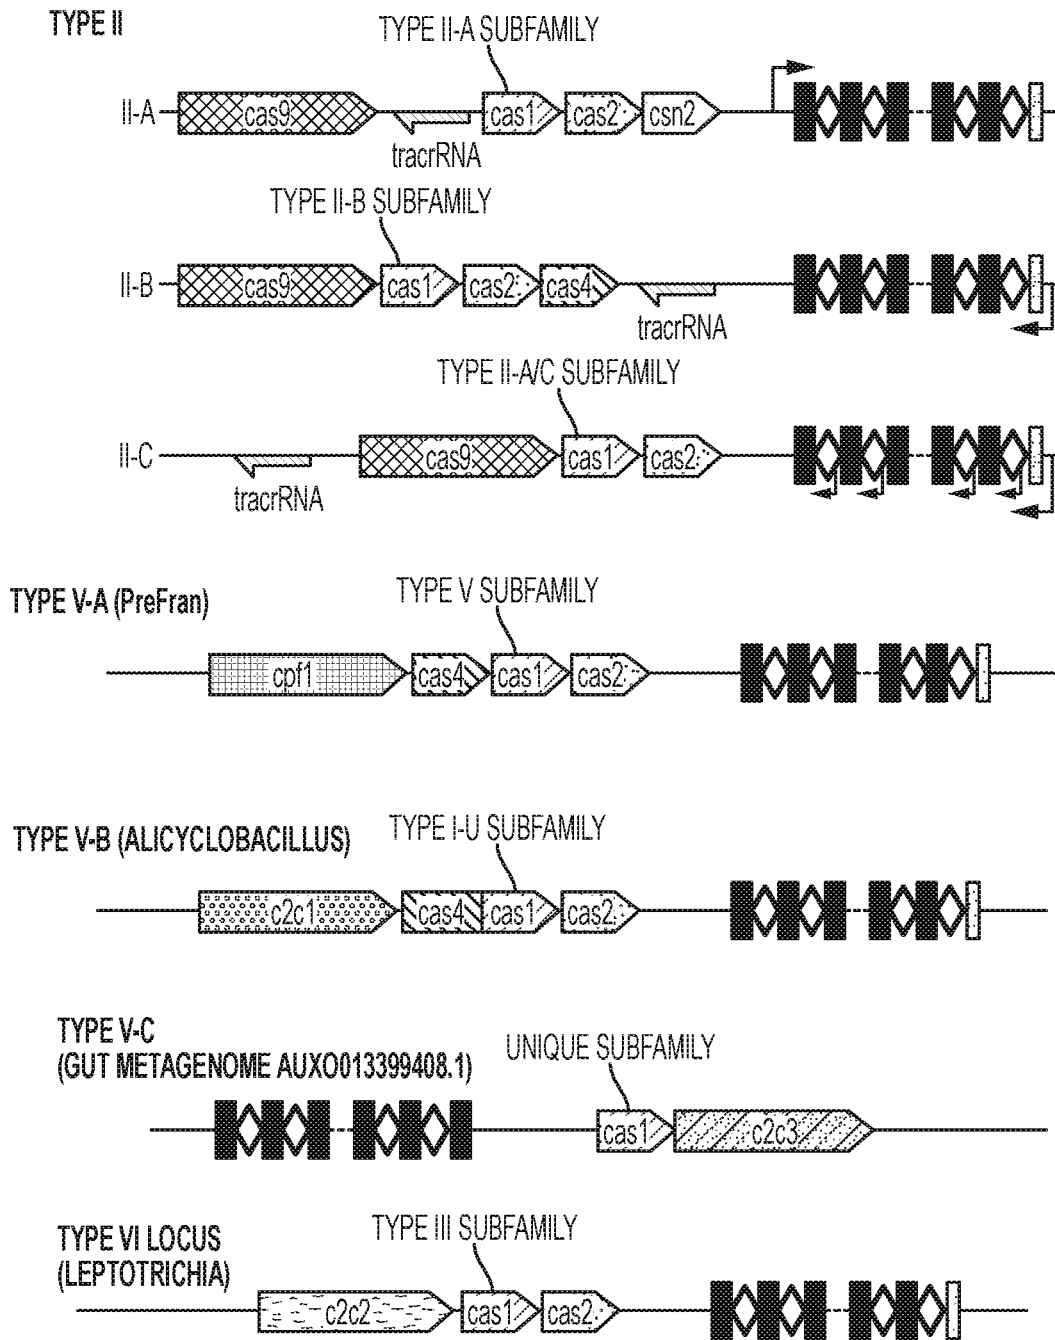 TYPE II
TYPE II-A SUBFAMILY
II-A cas9 cas1 cas2 csn2
tracrRNA
TYPE II-B SUBFAMILY
II-B cas9 cas1 cas2 cas4
tracrRNA
TYPE II-A/C SUBFAMILY
II-C cas9 cas1 cas2
tracrRNA
TYPE V-A (PreFran)
TYPE V SUBFAMILY
cpf1 cas4 cas1 cas2
TYPE V-B (ALICYCLOBACILLUS)
TYPE I-U SUBFAMILY
c2c1 cas4 cas1 cas2
TYPE V-C
(GUT METAGENOME AUXO013399408.1)
UNIQUE SUBFAMILY
cas1 c2c3
TYPE VI LOCUS
(LEPTOTRICHIA)
TYPE III SUBFAMILY
c2c2 cas1 cas2